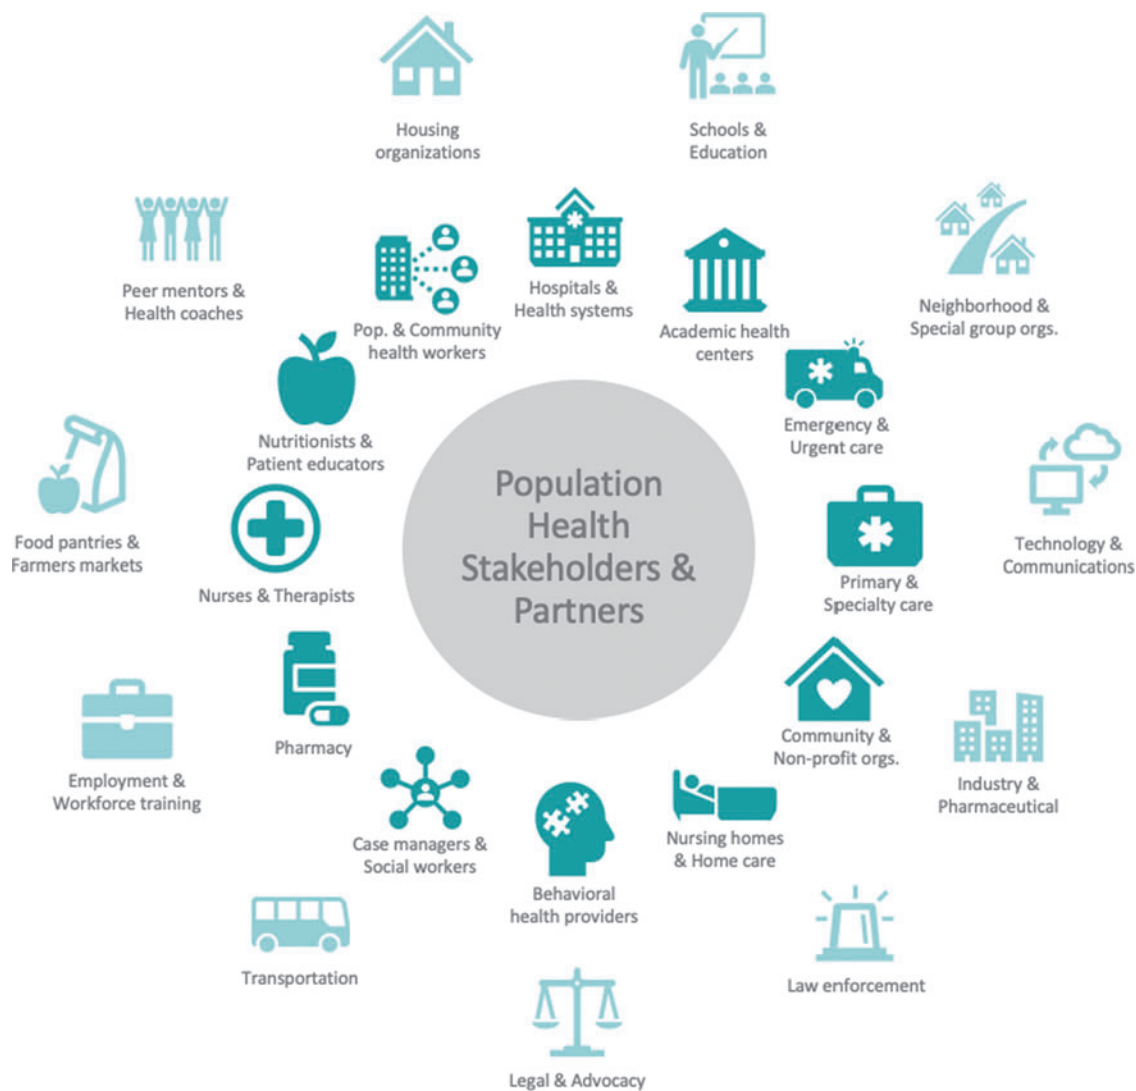 Housing
organizations
Schools &
Education
Peer mentors &
Health coaches
Pop. & Community
health workers
Hospitals &
Health systems
Academic health
centers
Neighborhood &
Special group orgs.
Nutritionists &
Patient educators
Emergency &
Urgent care
Population
Health
Stakeholders &
Partners
Food pantries &
Farmers markets
Nurses & Therapists
Primary &
Specialty care
Technology &
Communications
Pharmacy
Community &
Non-profit orgs.
Employment &
Workforce training
Industry &
Pharmaceutical
Case managers &
Social workers
Behavioral
health providers
Nursing homes
& Home care
Transportation
Law enforcement
Legal & Advocacy